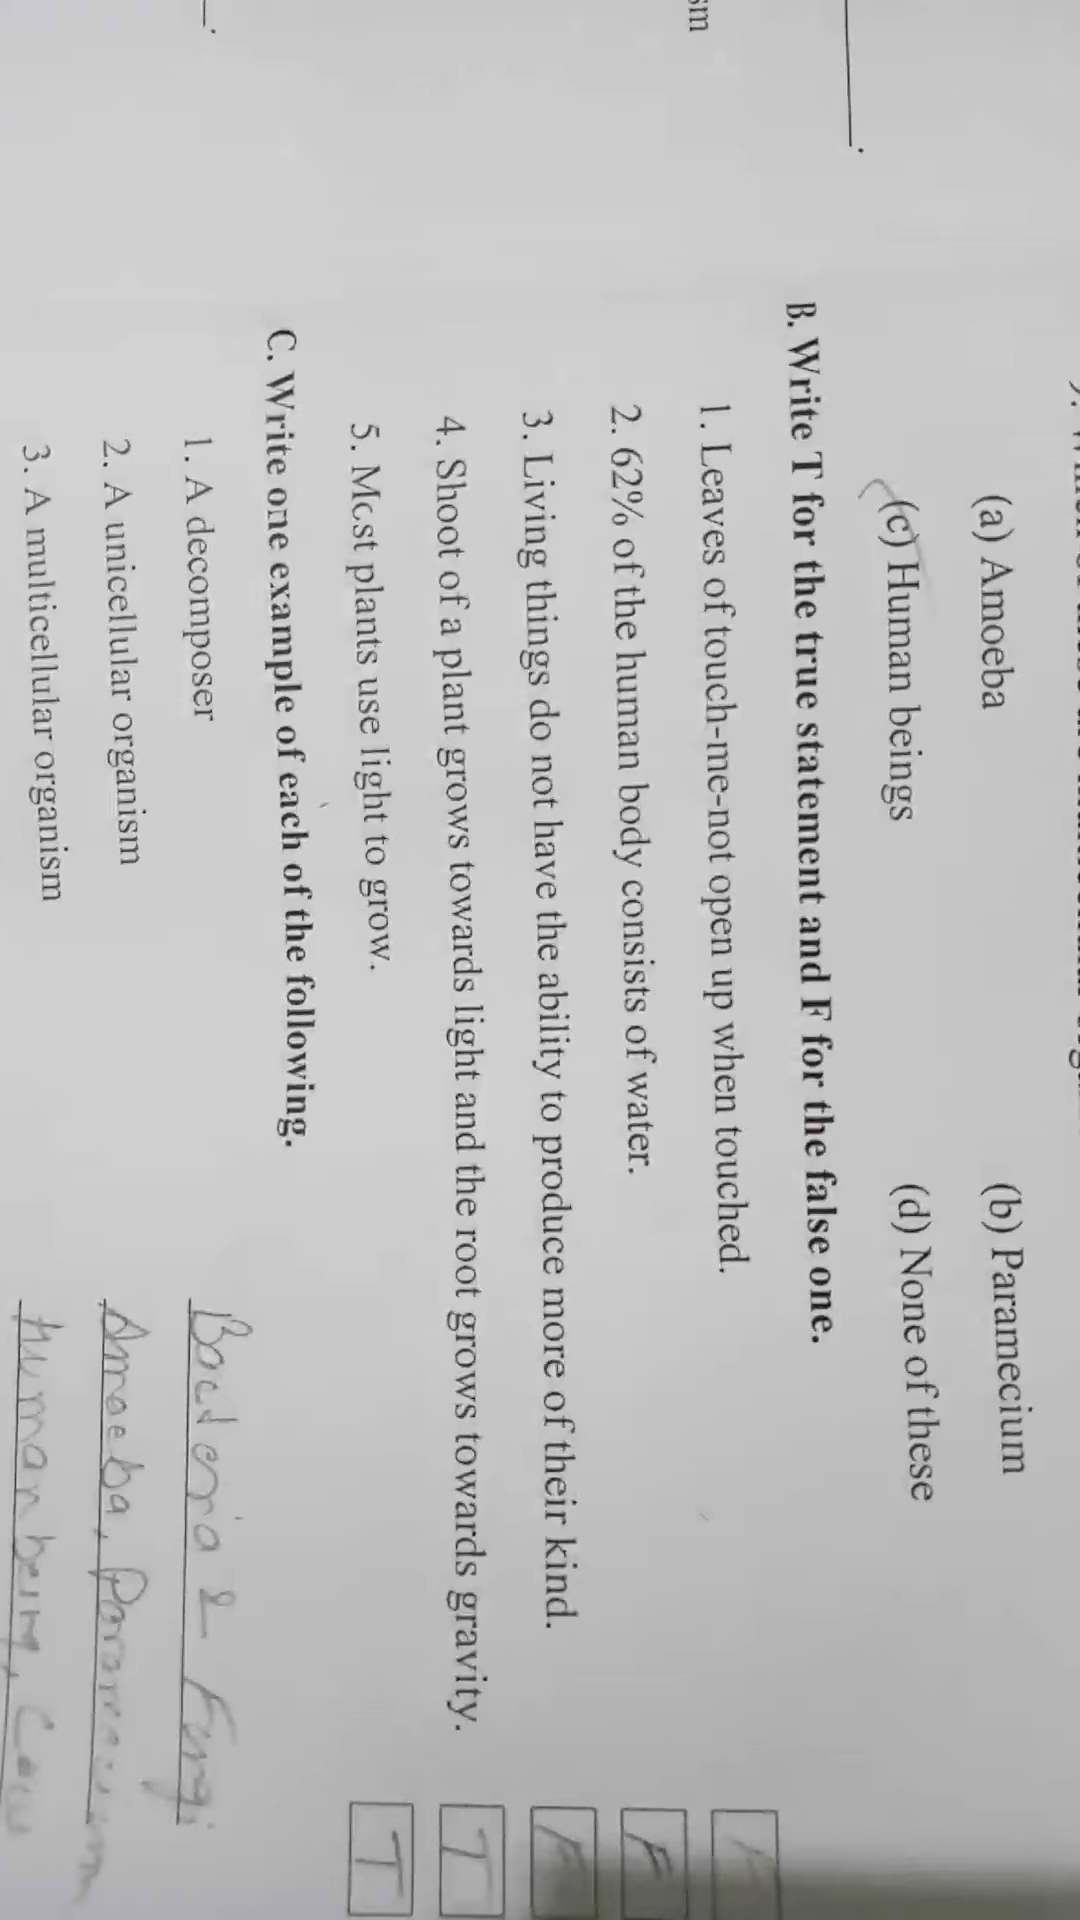 (a) Amoeba (b) Paramecium
(c) Human beings (d) None of these
B. Write T for the true statement and F for the false one.
1. Leaves of touch-me-not open up when touched. F
2. 62% of the human body consists of water. F
3. Living things do not have the ability to produce more of their kind. F
4. Shoot of a plant grows towards light and the root grows towards gravity. T
5. Most plants use light to grow. T
C. Write one example of each of the following.
1. A decomposer Bacteria & Fungi
2. A unicellular organism Amoeba, Paramecium
3. A multicellular organism Human being, Cow